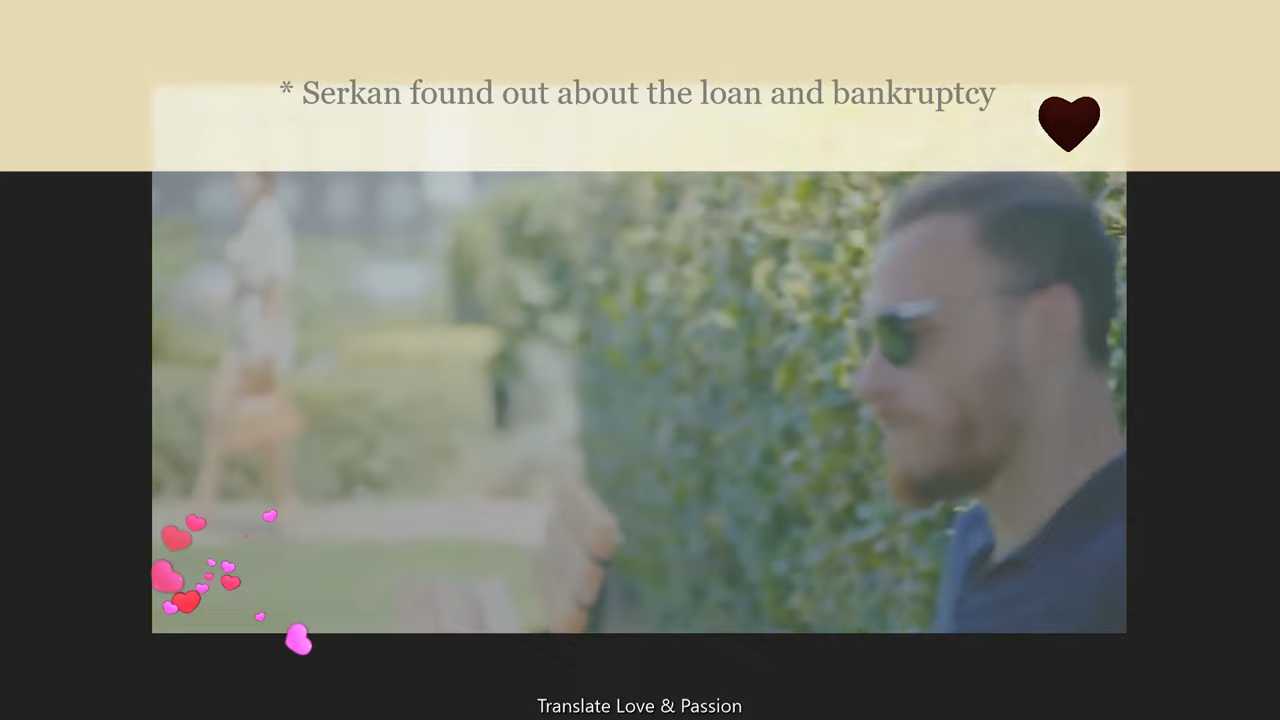 * Serkan found out about the loan and bankruptcy
Translate Love & Passion